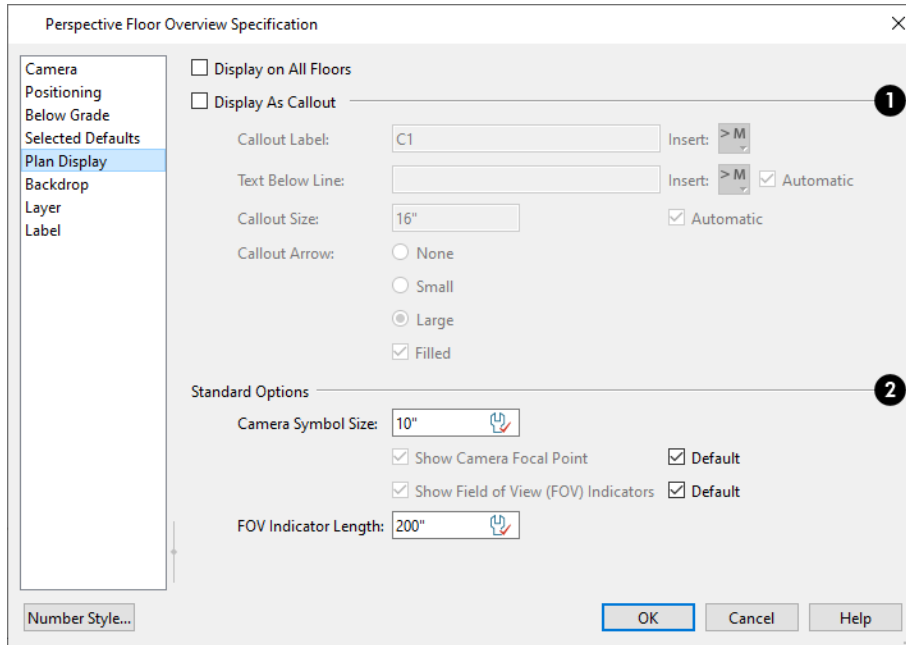 Perspective Floor Overview Specification
Camera
Positioning
Below Grade
Selected Defaults
Plan Display
Backdrop
Layer
Label
Display on All Floors
Display As Callout
1
Callout Label: C1 Insert: > M
Text Below Line: Insert: > M Automatic
Callout Size: 16" Automatic
Callout Arrow: None
Small
Large
Filled
Standard Options
2
Camera Symbol Size: 10"
Show Camera Focal Point Default
Show Field of View (FOV) Indicators Default
FOV Indicator Length: 200"
Number Style... OK Cancel Help